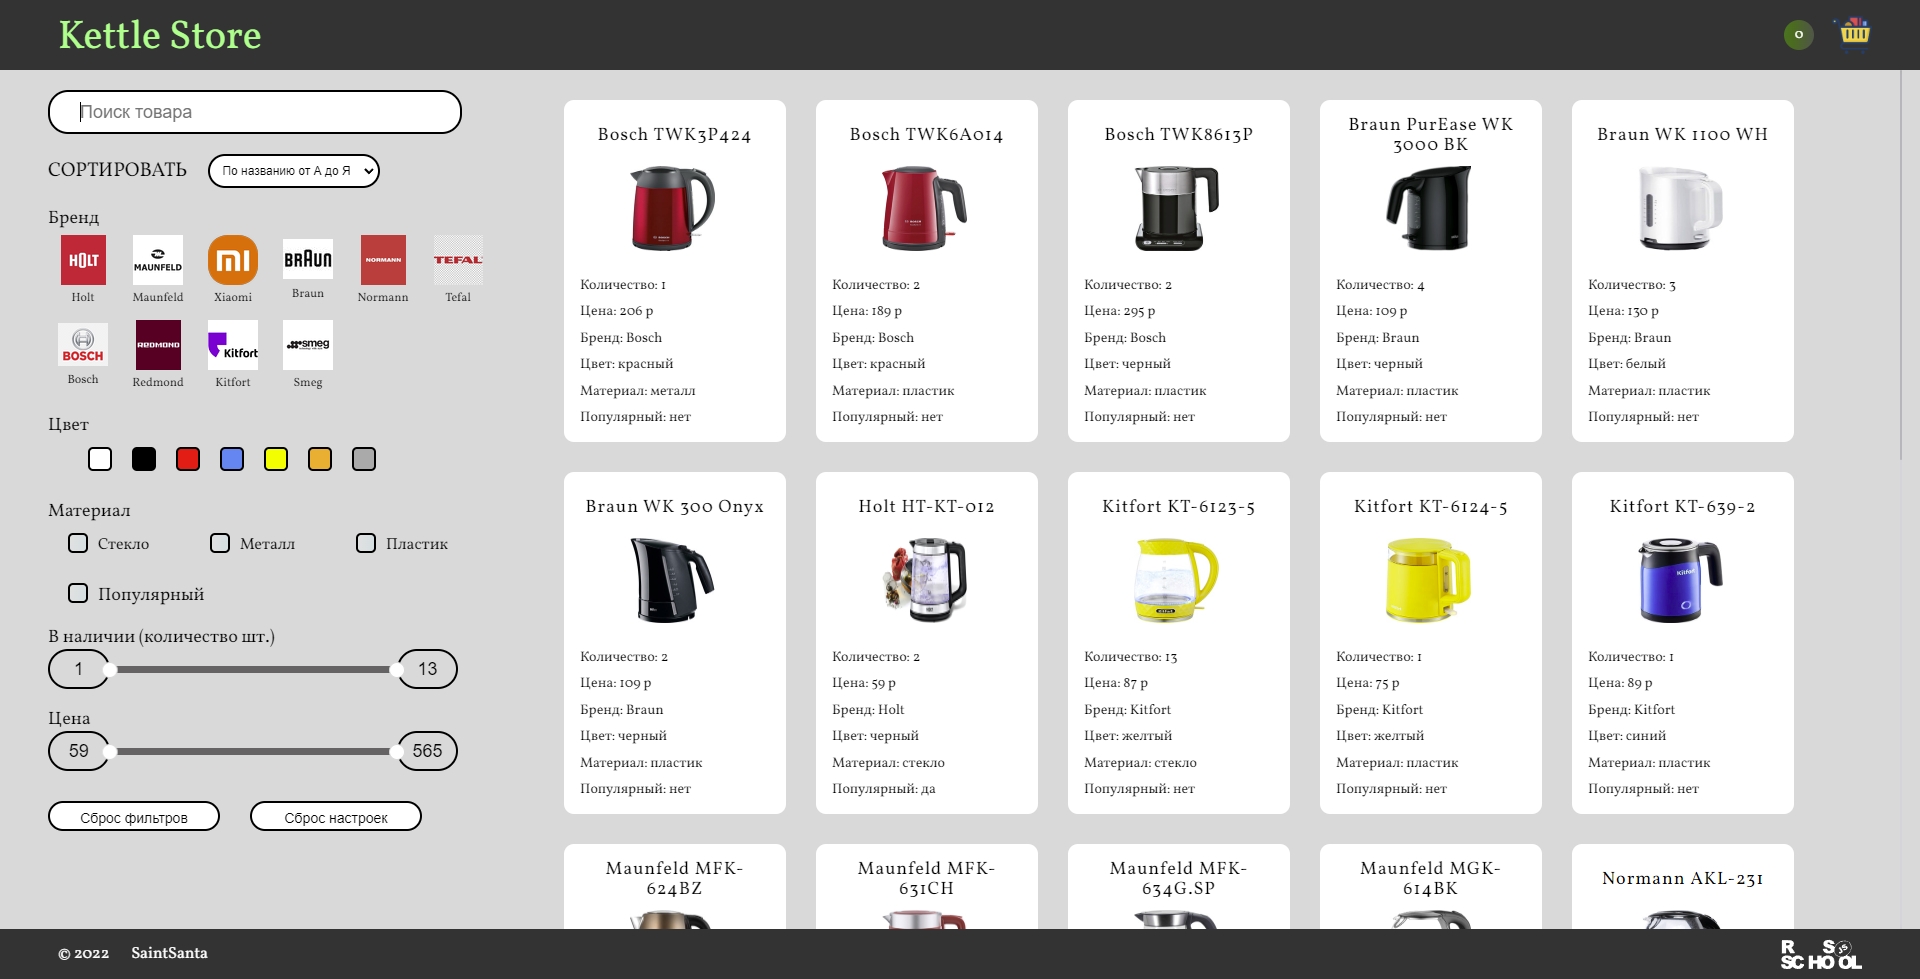 Kettle Store
0
Поиск товара
СОРТИРОВАТЬ
По названию от А до Я
Бренд
HOLT
MAUNFELD
mi
BRAUN
NORMANN
TEFAL
Holt
Maunfeld
Xiaomi
Braun
Normann
Tefal
BOSCH
REDMOND
Kitfort
smeg
Bosch
Redmond
Kitfort
Smeg
Цвет
Материал
Стекло
Металл
Пластик
Популярный
В наличии (количество шт.)
1
13
Цена
59
565
Сброс фильтров
Сброс настроек
Bosch TWK3P424
Количество: 1
Цена: 206 р
Бренд: Bosch
Цвет: красный
Материал: металл
Популярный: нет
Bosch TWK6A014
Количество: 2
Цена: 189 р
Бренд: Bosch
Цвет: красный
Материал: пластик
Популярный: нет
Bosch TWK8613P
Количество: 2
Цена: 295 р
Бренд: Bosch
Цвет: черный
Материал: пластик
Популярный: нет
Braun PurEase WK
3000 BK
Количество: 4
Цена: 109 р
Бренд: Braun
Цвет: черный
Материал: пластик
Популярный: нет
Braun WK 1100 WH
Количество: 3
Цена: 130 р
Бренд: Braun
Цвет: белый
Материал: пластик
Популярный: нет
Braun WK 300 Onyx
Количество: 2
Цена: 109 р
Бренд: Braun
Цвет: черный
Материал: пластик
Популярный: нет
Holt HT-KT-012
Количество: 2
Цена: 59 р
Бренд: Holt
Цвет: черный
Материал: стекло
Популярный: да
Kitfort KT-6123-5
Количество: 13
Цена: 87 р
Бренд: Kitfort
Цвет: желтый
Материал: стекло
Популярный: нет
Kitfort KT-6124-5
Количество: 1
Цена: 75 р
Бренд: Kitfort
Цвет: желтый
Материал: пластик
Популярный: нет
Kitfort KT-639-2
Kitfort
Количество: 1
Цена: 89 р
Бренд: Kitfort
Цвет: синий
Материал: пластик
Популярный: нет
Maunfeld MFK-
624BZ
Maunfeld MFK-
631CH
Maunfeld MFK-
634G.SP
Maunfeld MGK-
614BK
Normann AKL-231
© 2022
SaintSanta
RS
SCHOOL
JS